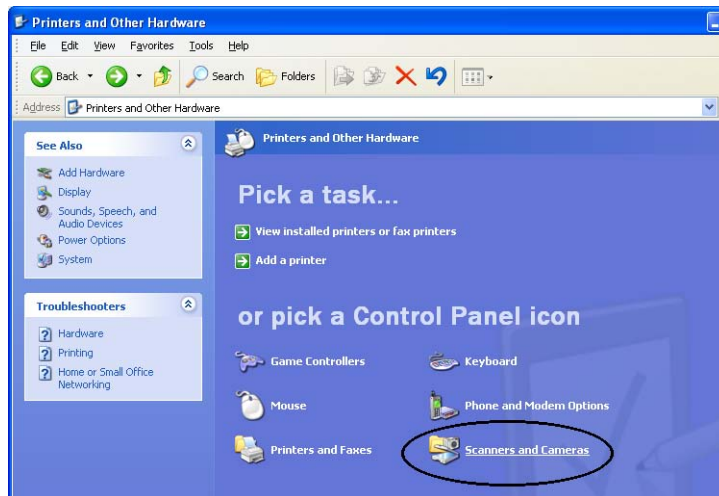 Printers and Other Hardware
File Edit View Favorites Tools Help
Back Search Folders
Address Printers and Other Hardware
See Also
Add Hardware
Display
Sounds, Speech, and
Audio Devices
Power Options
System
Troubleshooters
Hardware
Printing
Home or Small Office
Networking
Printers and Other Hardware
Pick a task...
View installed printers or fax printers
Add a printer
or pick a Control Panel icon
Game Controllers Keyboard
Mouse Phone and Modem Options
Printers and Faxes Scanners and Cameras